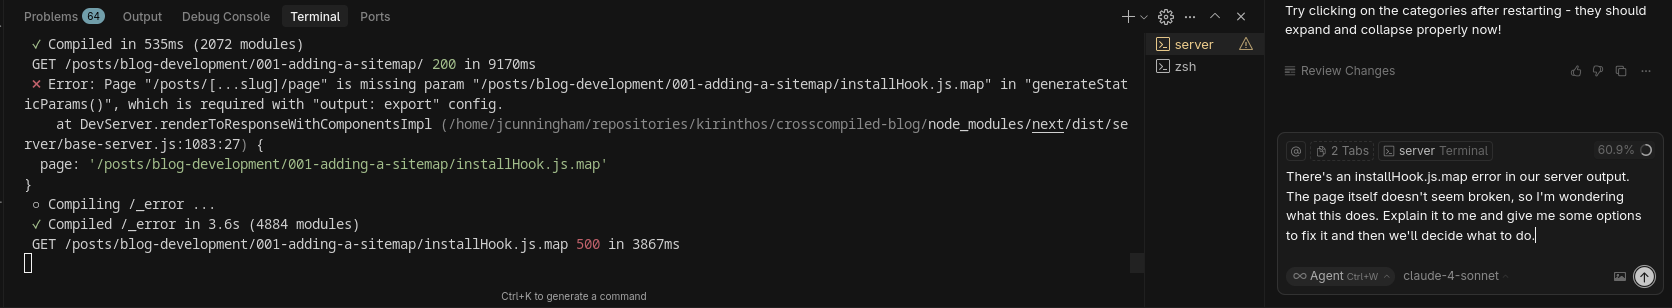 Problems 64 Output Debug Console Terminal Ports
✓ Compiled in 535ms (2072 modules)
GET /posts/blog-development/001-adding-a-sitemap/ 200 in 9170ms
⨯ Error: Page "/posts/[...slug]/page" is missing param "/posts/blog-development/001-adding-a-sitemap/installHook.js.map" in "generateStat
icParams()", which is required with "output: export" config.
at DevServer.renderToResponseWithComponentsImpl (/home/jcunningham/repositories/kirinthos/crosscompiled-blog/node_modules/next/dist/se
rver/base-server.js:1083:27) {
page: '/posts/blog-development/001-adding-a-sitemap/installHook.js.map'
}
○ Compiling /_error ...
✓ Compiled /_error in 3.6s (4884 modules)
GET /posts/blog-development/001-adding-a-sitemap/installHook.js.map 500 in 3867ms
Ctrl+K to generate a command
server
zsh
Try clicking on the categories after restarting - they should
expand and collapse properly now!
Review Changes
@ 2 Tabs server Terminal 60.9%
There's an installHook.js.map error in our server output.
The page itself doesn't seem broken, so I'm wondering
what this does. Explain it to me and give me some options
to fix it and then we'll decide what to do.
Agent Ctrl+W claude-4-sonnet